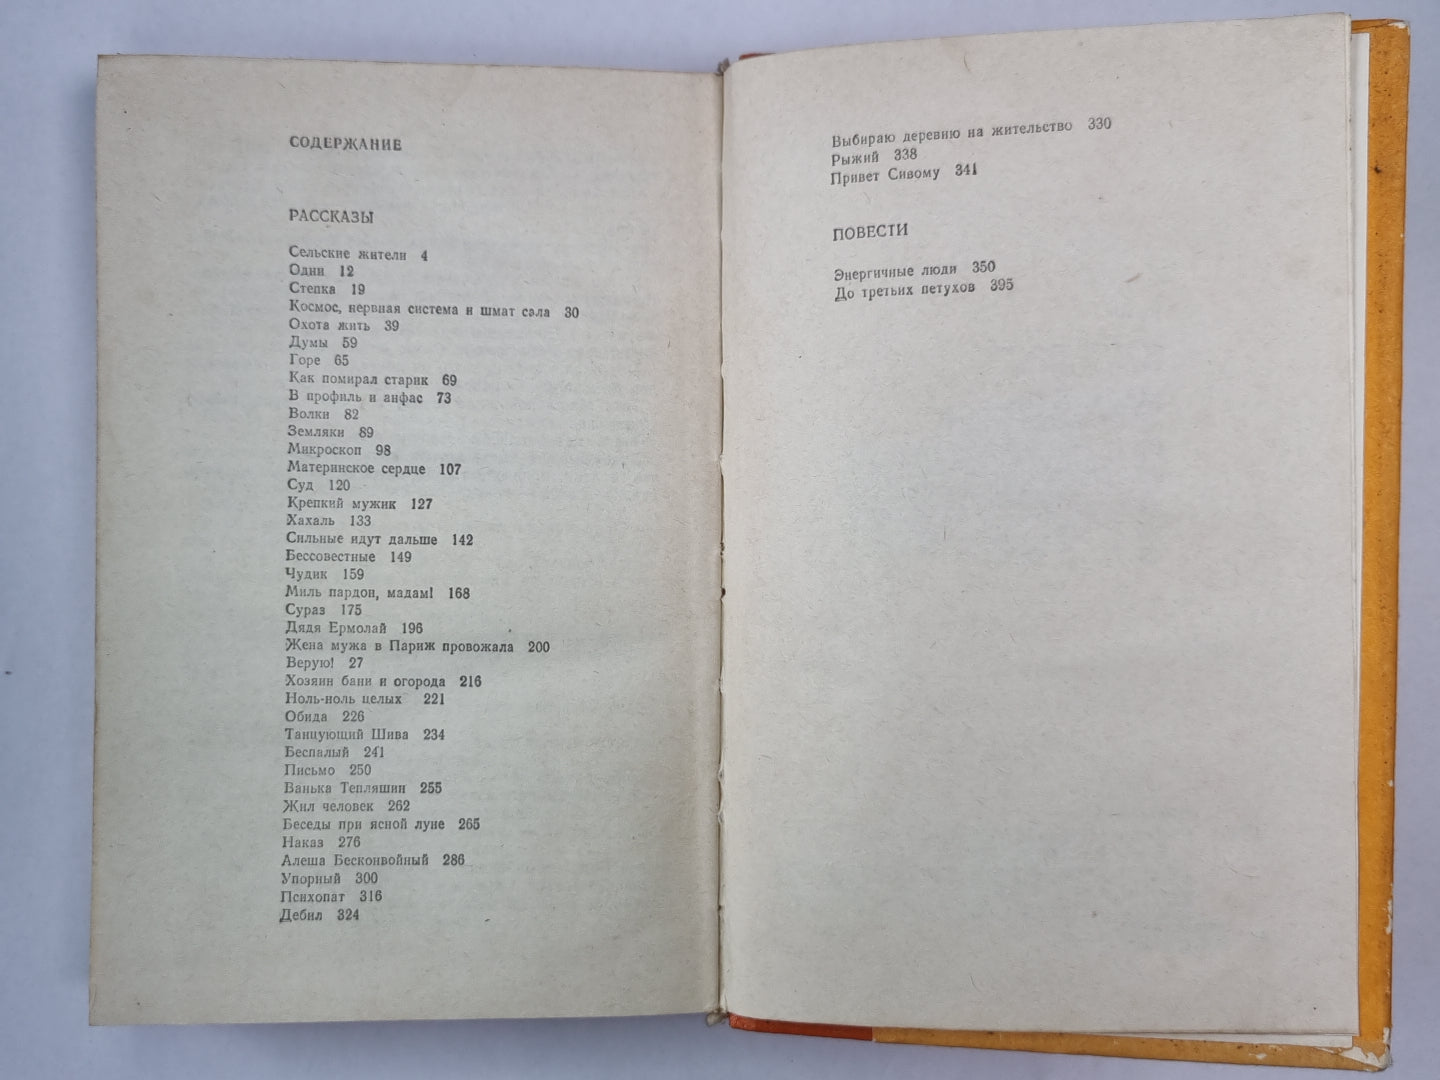 СОДЕРЖАНИЕ
РАССКАЗЫ
Сельские жители 4
Одни 12
Степка 19
Космос, нервная система и шмат сала 30
Охота жить 39
Думы 59
Горе 65
Как помирал старик 69
В профиль и анфас 73
Волки 82
Земляки 89
Микроскоп 98
Материнское сердце 107
Суд 120
Крепкий мужик 127
Хахаль 133
Сильные идут дальше 142
Бессовестные 149
Чудик 159
Миль пардон, мадам! 168
Сураз 175
Дядя Ермолай 196
Жена мужа в Париж провожала 200
Верую! 27
Хозяин бани и огорода 216
Ноль-ноль целых 221
Обида 226
Танцующий Шива 234
Беспалый 241
Письмо 250
Ванька Тепляшин 255
Жил человек 262
Беседы при ясной луне 265
Наказ 276
Алеша Бесконвойный 286
Упорный 300
Психопат 316
Дебил 324
Выбираю деревню на жительство 330
Рыжий 338
Привет Сивому 341
ПОВЕСТИ
Энергичные люди 350
До третьих петухов 395